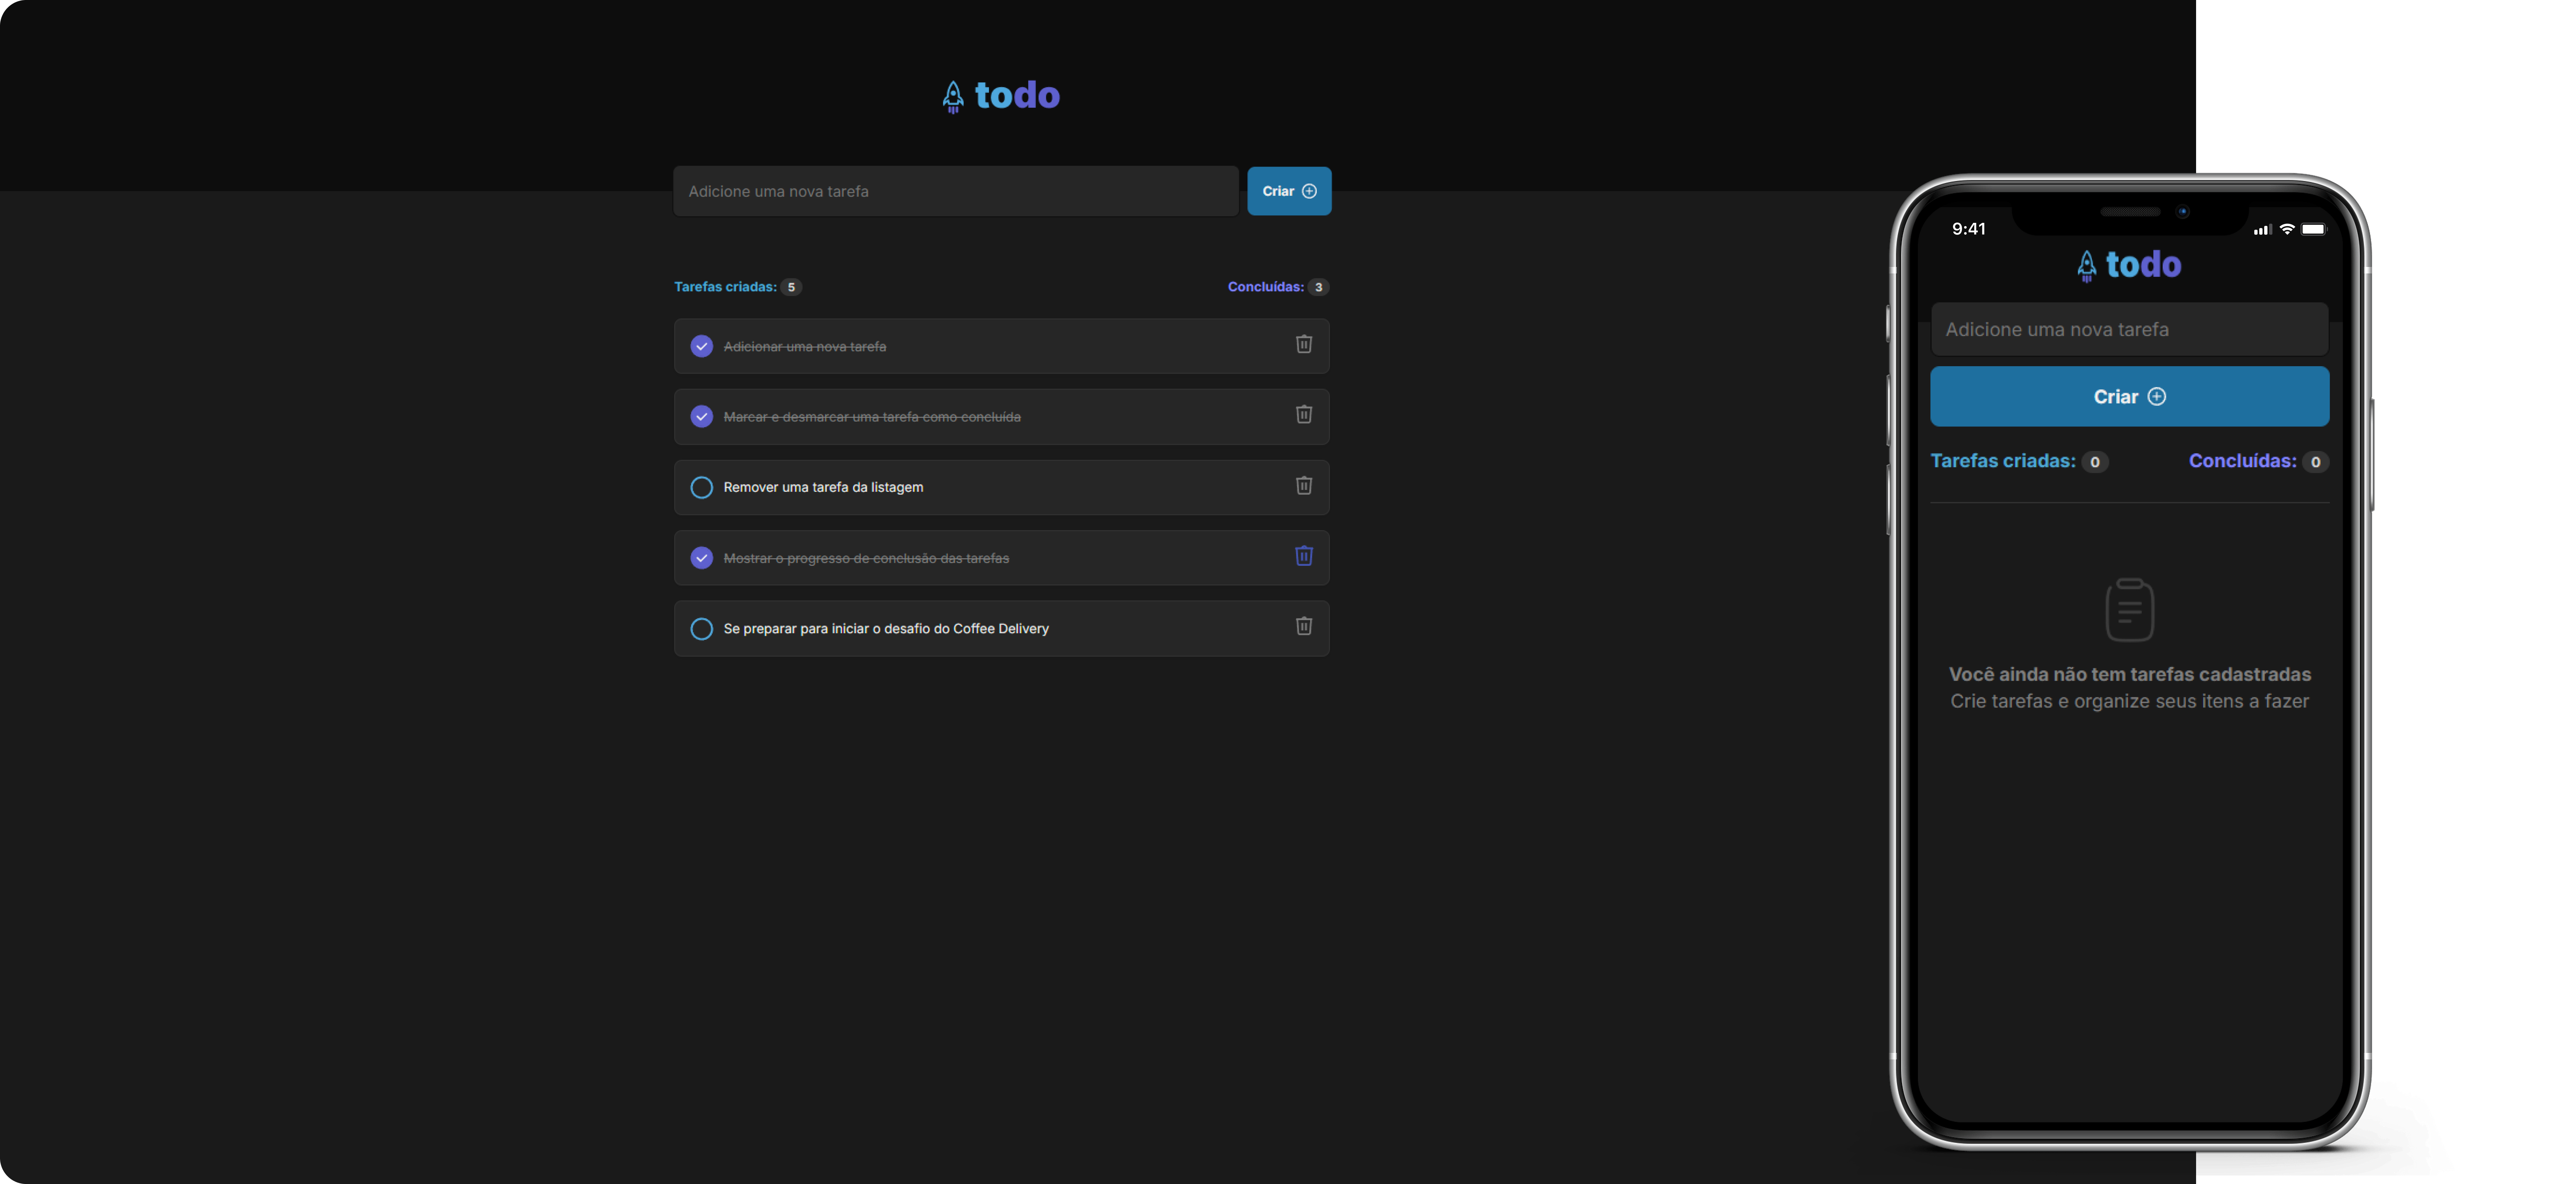 todo
Adicione uma nova tarefa
Criar
Tarefas criadas: 5
Concluídas: 3
Adicionar uma nova tarefa
Marcar e desmarcar uma tarefa como concluída
Remover uma tarefa da listagem
Mostrar o progresso de conclusão das tarefas
Se preparar para iniciar o desafio do Coffee Delivery
9:41
todo
Adicione uma nova tarefa
Criar
Tarefas criadas: 0
Concluídas: 0
Você ainda não tem tarefas cadastradas
Crie tarefas e organize seus itens a fazer